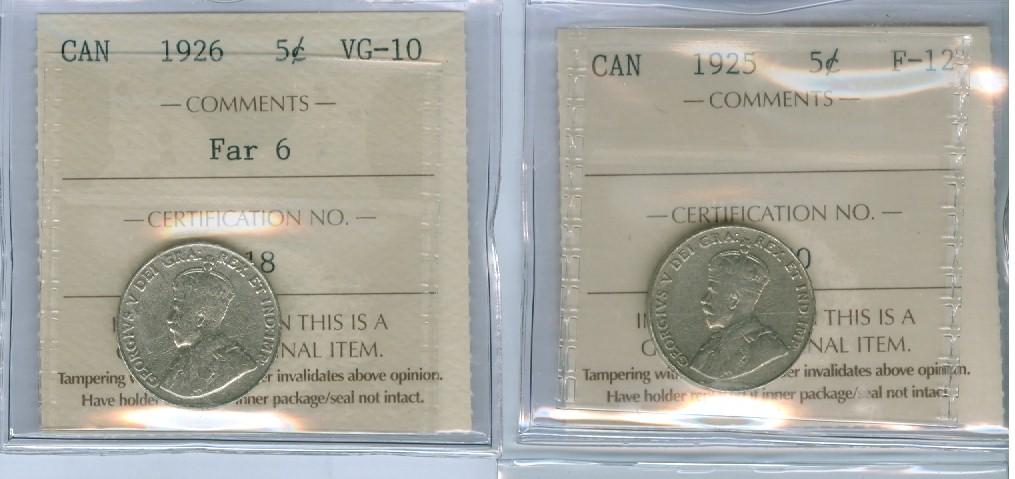 CAN 1926 5¢ VG-10
— COMMENTS —
Far 6
— CERTIFICATION NO. —
18
THIS IS A
NAL ITEM.
Tampering invalidates above opinion.
Have holder inner package/seal not intact.
GEORGIVS V DEI GRA: REX ET IND: IMP:
CAN 1925 5¢ F-12
— COMMENTS —
— CERTIFICATION NO. —
0
THIS IS A
NAL ITEM.
Tampering invalidates above opinion.
Have holder inner package/seal not intact
GEORGIVS V DEI GRA: REX ET IND: IMP: